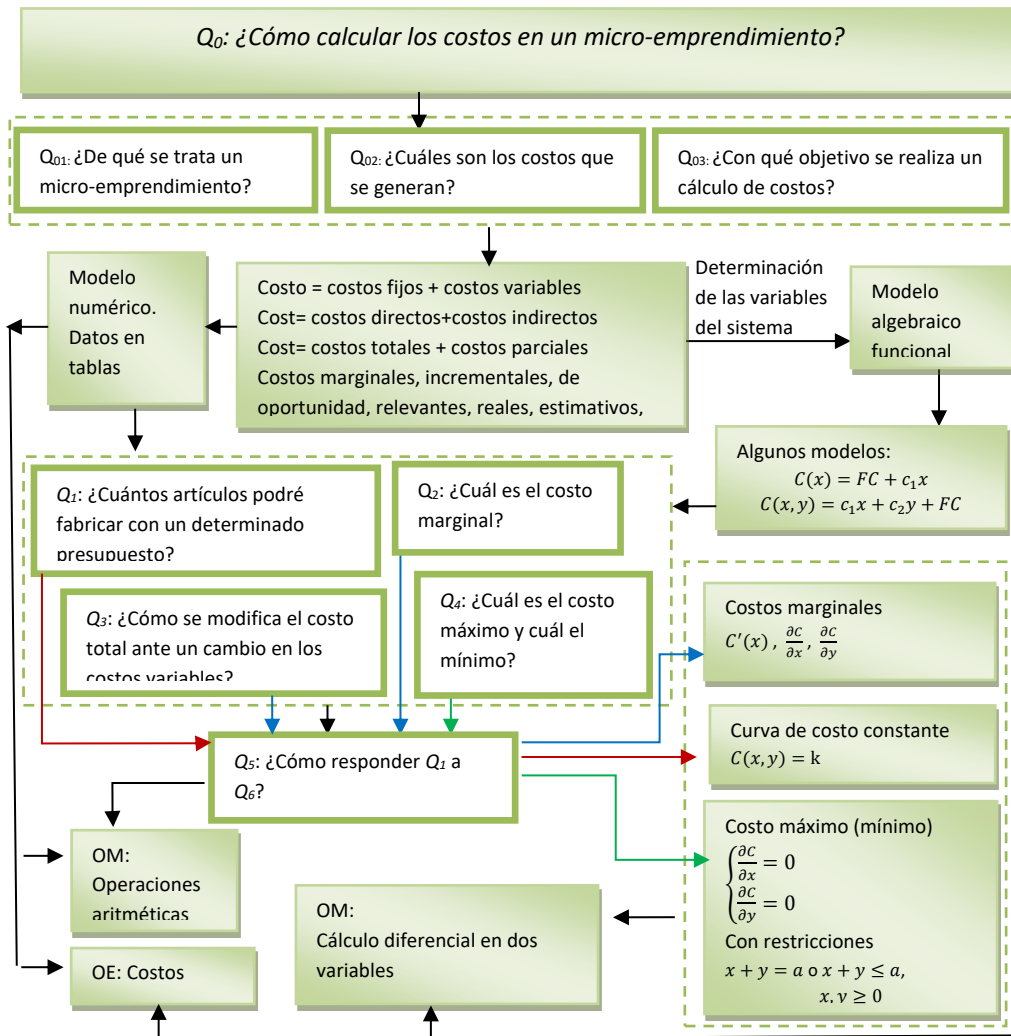 Q₀: ¿Cómo calcular los costos en un micro-emprendimiento?
Q₀₁: ¿De qué se trata un
micro-emprendimiento?
Q₀₂: ¿Cuáles son los costos que
se generan?
Q₀₃: ¿Con qué objetivo se realiza un
cálculo de costos?
Modelo
numérico.
Datos en
tablas
Costo = costos fijos + costos variables
Cost= costos directos+costos indirectos
Cost= costos totales + costos parciales
Costos marginales, incrementales, de
oportunidad, relevantes, reales, estimativos,
Determinación
de las variables
del sistema
Modelo
algebraico
funcional
Algunos modelos:
C(x) = FC + c₁x
C(x, y) = c₁x + c₂y + FC
Q₁: ¿Cuántos artículos podré
fabricar con un determinado
presupuesto?
Q₂: ¿Cuál es el costo
marginal?
Q₃: ¿Cómo se modifica el costo
total ante un cambio en los
costos variables?
Q₄: ¿Cuál es el costo
máximo y cuál el
mínimo?
Costos marginales
C′(x) , ∂C/∂x , ∂C/∂y
Curva de costo constante
C(x, y) = k
Q₅: ¿Cómo responder Q₁ a
Q₆?
Costo máximo (mínimo)
{∂C/∂x = 0
∂C/∂y = 0
Con restricciones
x + y = a o x + y ≤ a,
x, y ≥ 0
OM:
Operaciones
aritméticas
OM:
Cálculo diferencial en dos
variables
OE: Costos